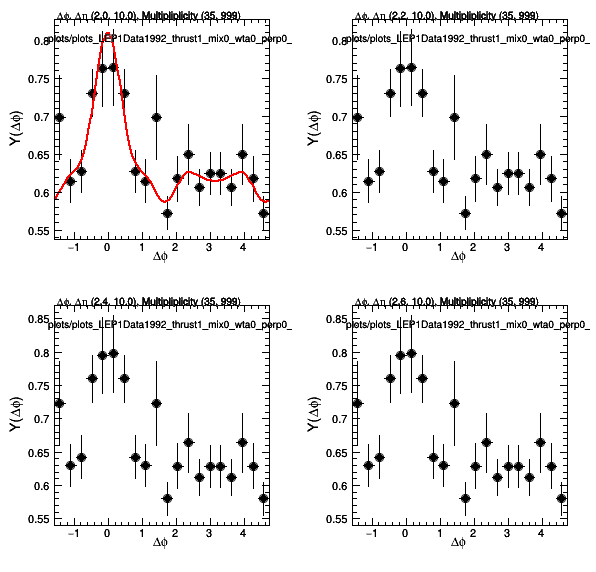 Δφ, Δη (2.0, 10.0), Multipliplicity (35, 999)
plots/plots_LEP1Data1992_thrust1_mix0_wta0_perp0_
Y(Δφ)
0.8
0.75
0.7
0.65
0.6
0.55
−1 0 1 2 3 4
Δφ
Δφ, Δη (2.2, 10.0), Multipliplicity (35, 999)
plots/plots_LEP1Data1992_thrust1_mix0_wta0_perp0_
Y(Δφ)
0.8
0.75
0.7
0.65
0.6
0.55
−1 0 1 2 3 4
Δφ
Δφ, Δη (2.4, 10.0), Multipliplicity (35, 999)
plots/plots_LEP1Data1992_thrust1_mix0_wta0_perp0_
Y(Δφ)
0.85
0.8
0.75
0.7
0.65
0.6
0.55
−1 0 1 2 3 4
Δφ
Δφ, Δη (2.6, 10.0), Multipliplicity (35, 999)
plots/plots_LEP1Data1992_thrust1_mix0_wta0_perp0_
Y(Δφ)
0.85
0.8
0.75
0.7
0.65
0.6
0.55
−1 0 1 2 3 4
Δφ